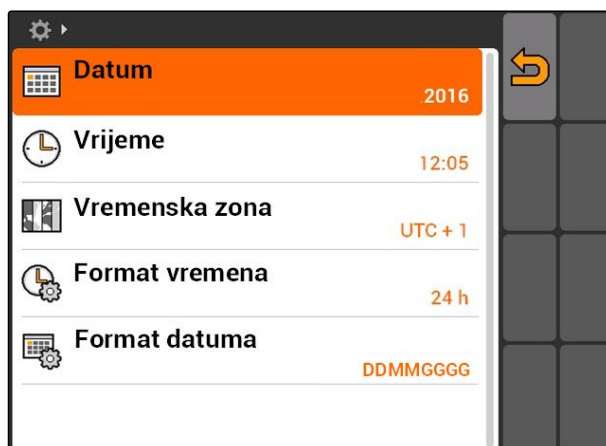 Datum
.2016
Vrijeme
12:05
Vremenska zona
UTC + 1
Format vremena
24 h
Format datuma
DDMMGGGG